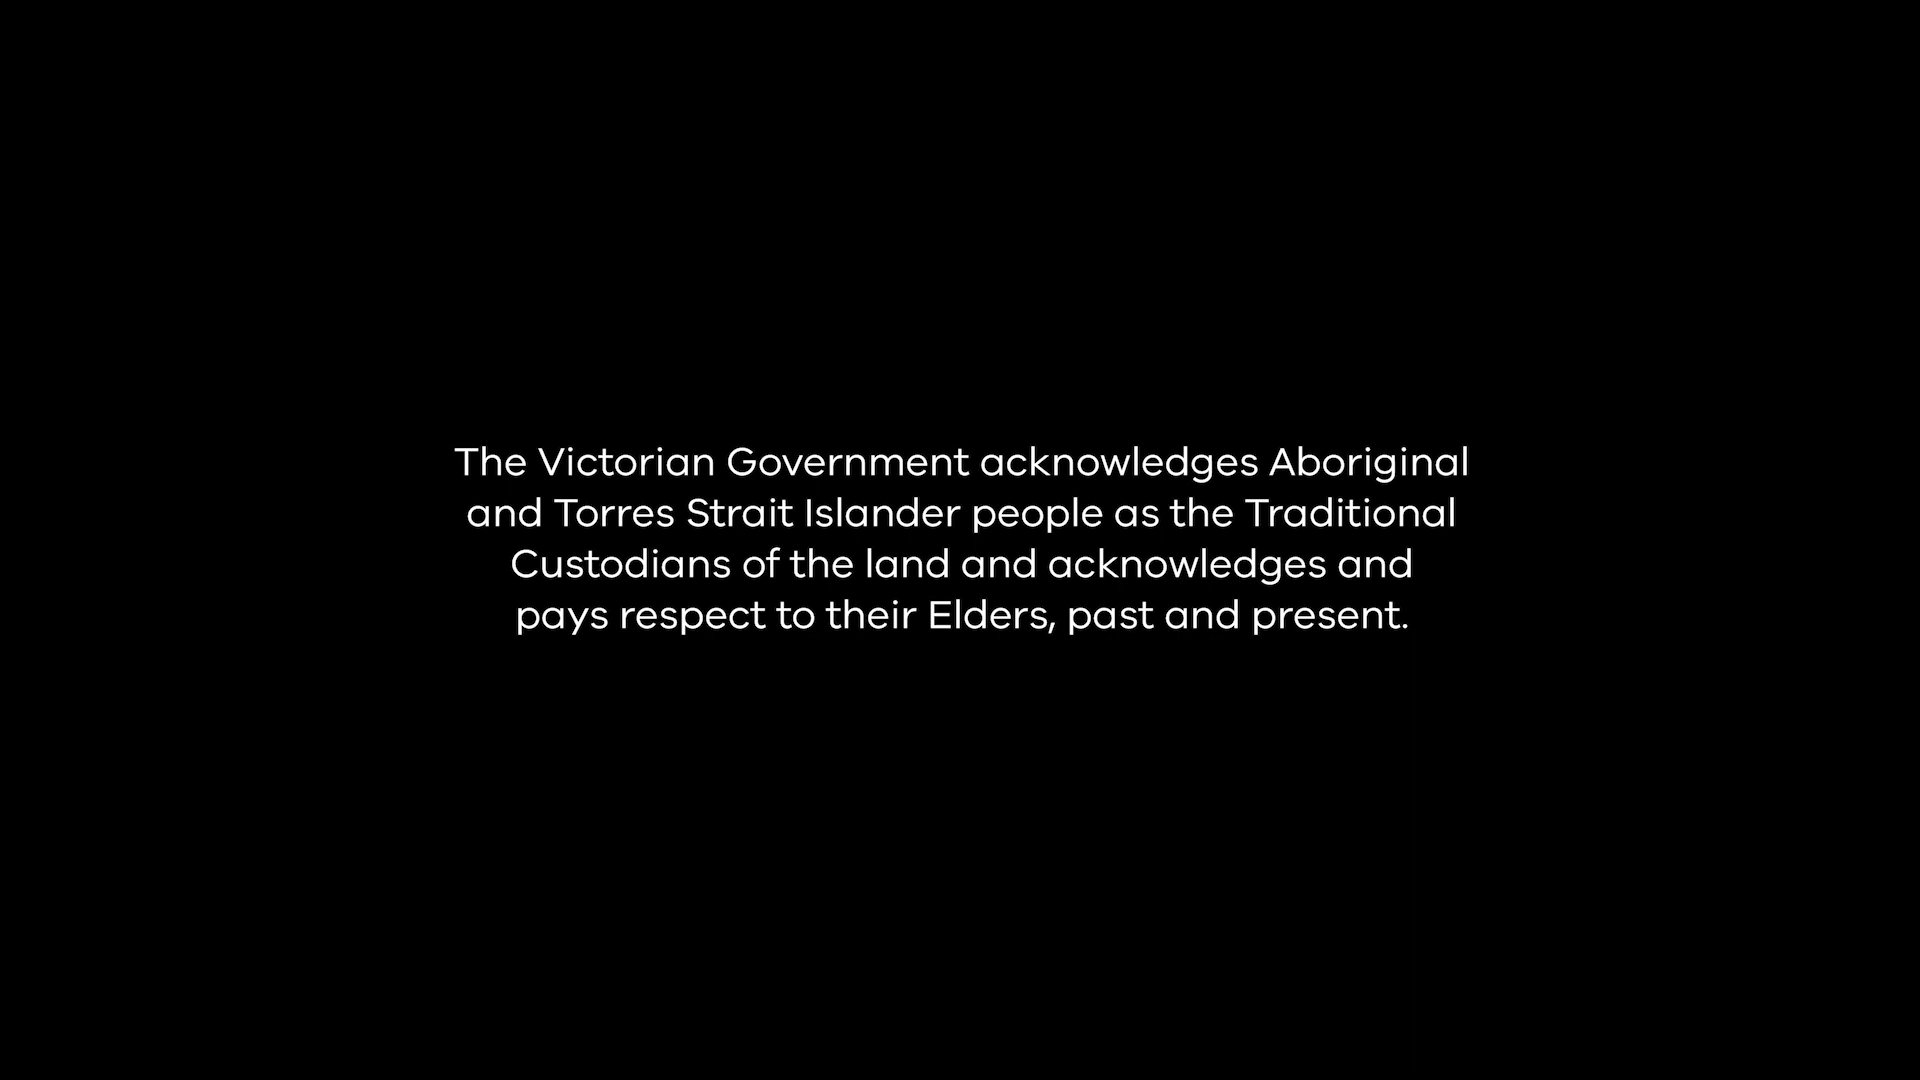 The Victorian Government acknowledges Aboriginal
and Torres Strait Islander people as the Traditional
Custodians of the land and acknowledges and
pays respect to their Elders, past and present.